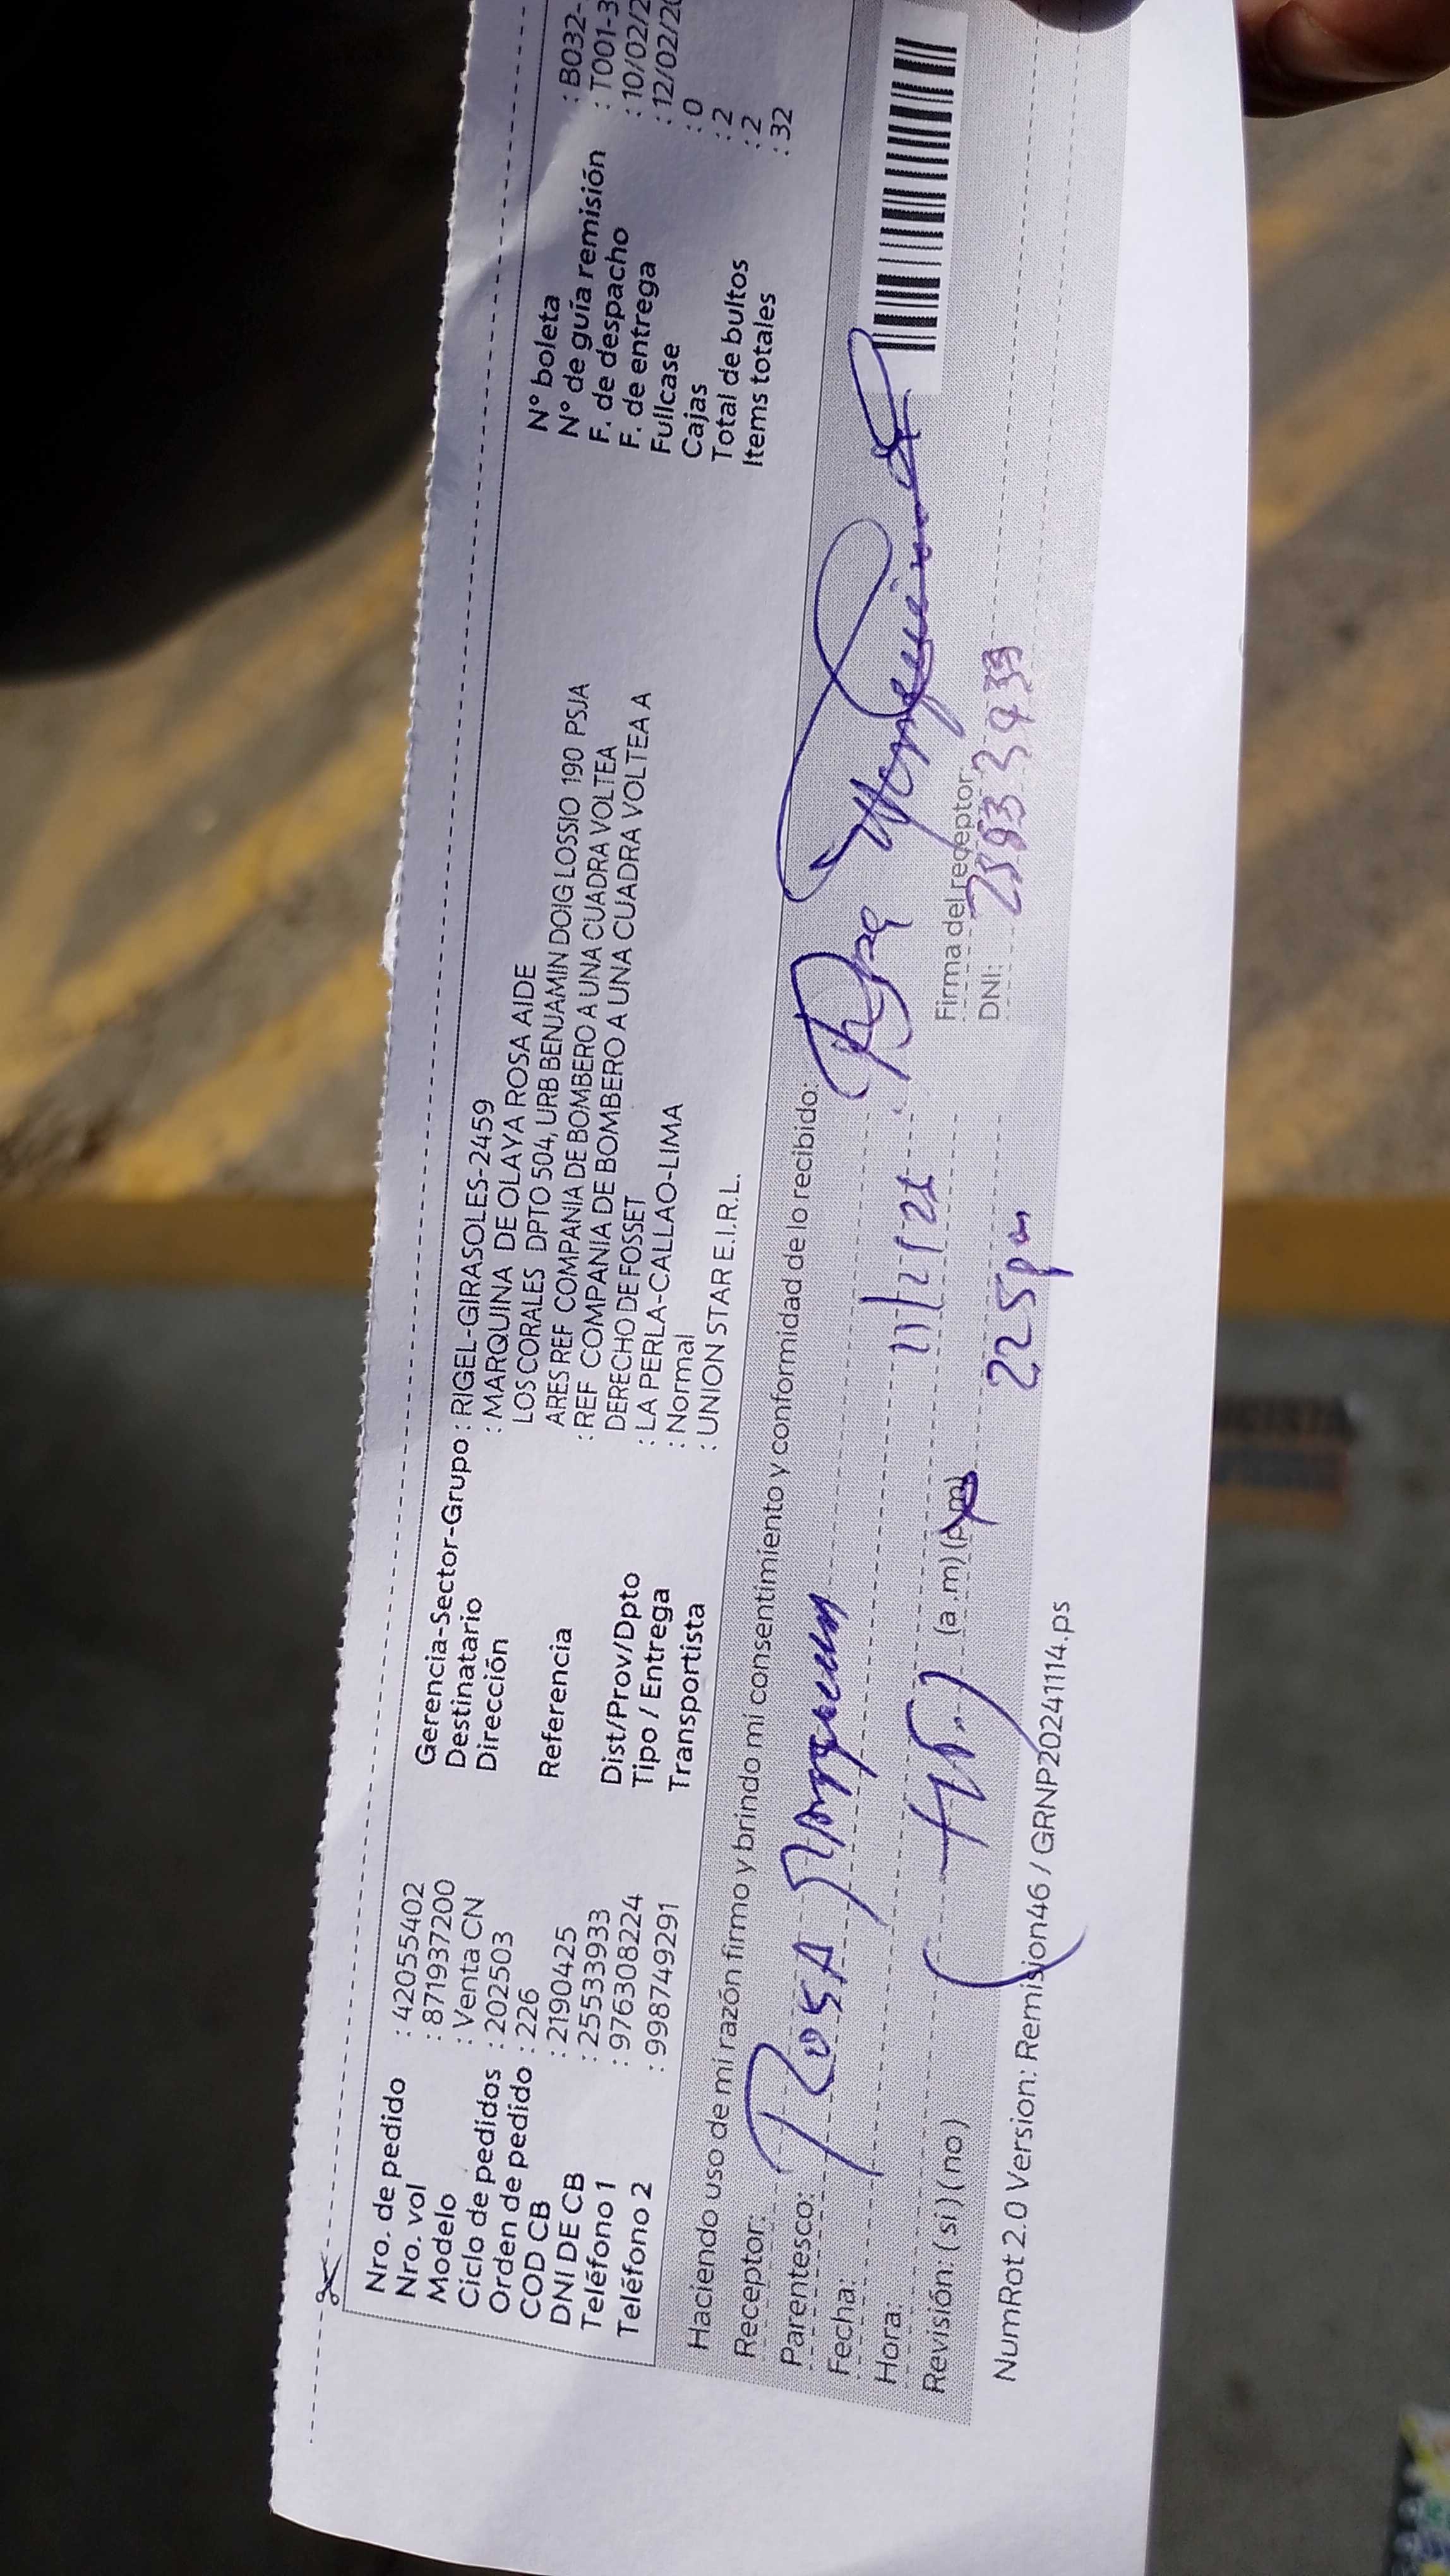 Nro. de pedido : 42055402
Nro. vol : 871937200
Modelo : Venta CN
Ciclo de pedidos : 202503
Orden de pedido : 226
COD CB : 2190425
DNI DE CB : 25533933
Teléfono 1 : 976308224
Teléfono 2 : 998749291
Gerencia-Sector-Grupo : RIGEL-GIRASOLES-2459
Destinatario : MARQUINA DE OLAYA ROSA AIDE
Dirección LOS CORALES DPTO 504, URB BENJAMIN DOIG LOSSIO 190 PSJA
ARES REF COMPANIA DE BOMBERO A UNA CUADRA VOLTEA
Referencia : REF COMPANIA DE BOMBERO A UNA CUADRA VOLTEA A
DERECHO DE FOSSET
Dist/Prov/Dpto : LA PERLA-CALLAO-LIMA
Tipo / Entrega : Normal
Transportista : UNION STAR E.I.R.L.
N° boleta : B032-
N° de guía remisión : T001-3
F. de despacho : 10/02/2
F. de entrega : 12/02/20
Fullcase : 0
Cajas : 2
Total de bultos : 2
Items totales : 32
Haciendo uso de mi razón firmo y brindo mi consentimiento y conformidad de lo recibido:
Receptor: ROSA Marquina
Parentesco:
Fecha:
Hora: (a .m) (p.m) 225pm
Revisión: (si) (no)
Firma del receptor
DNI:
NumRot 2.0 Version: Remision46 / GRNP20241114.ps